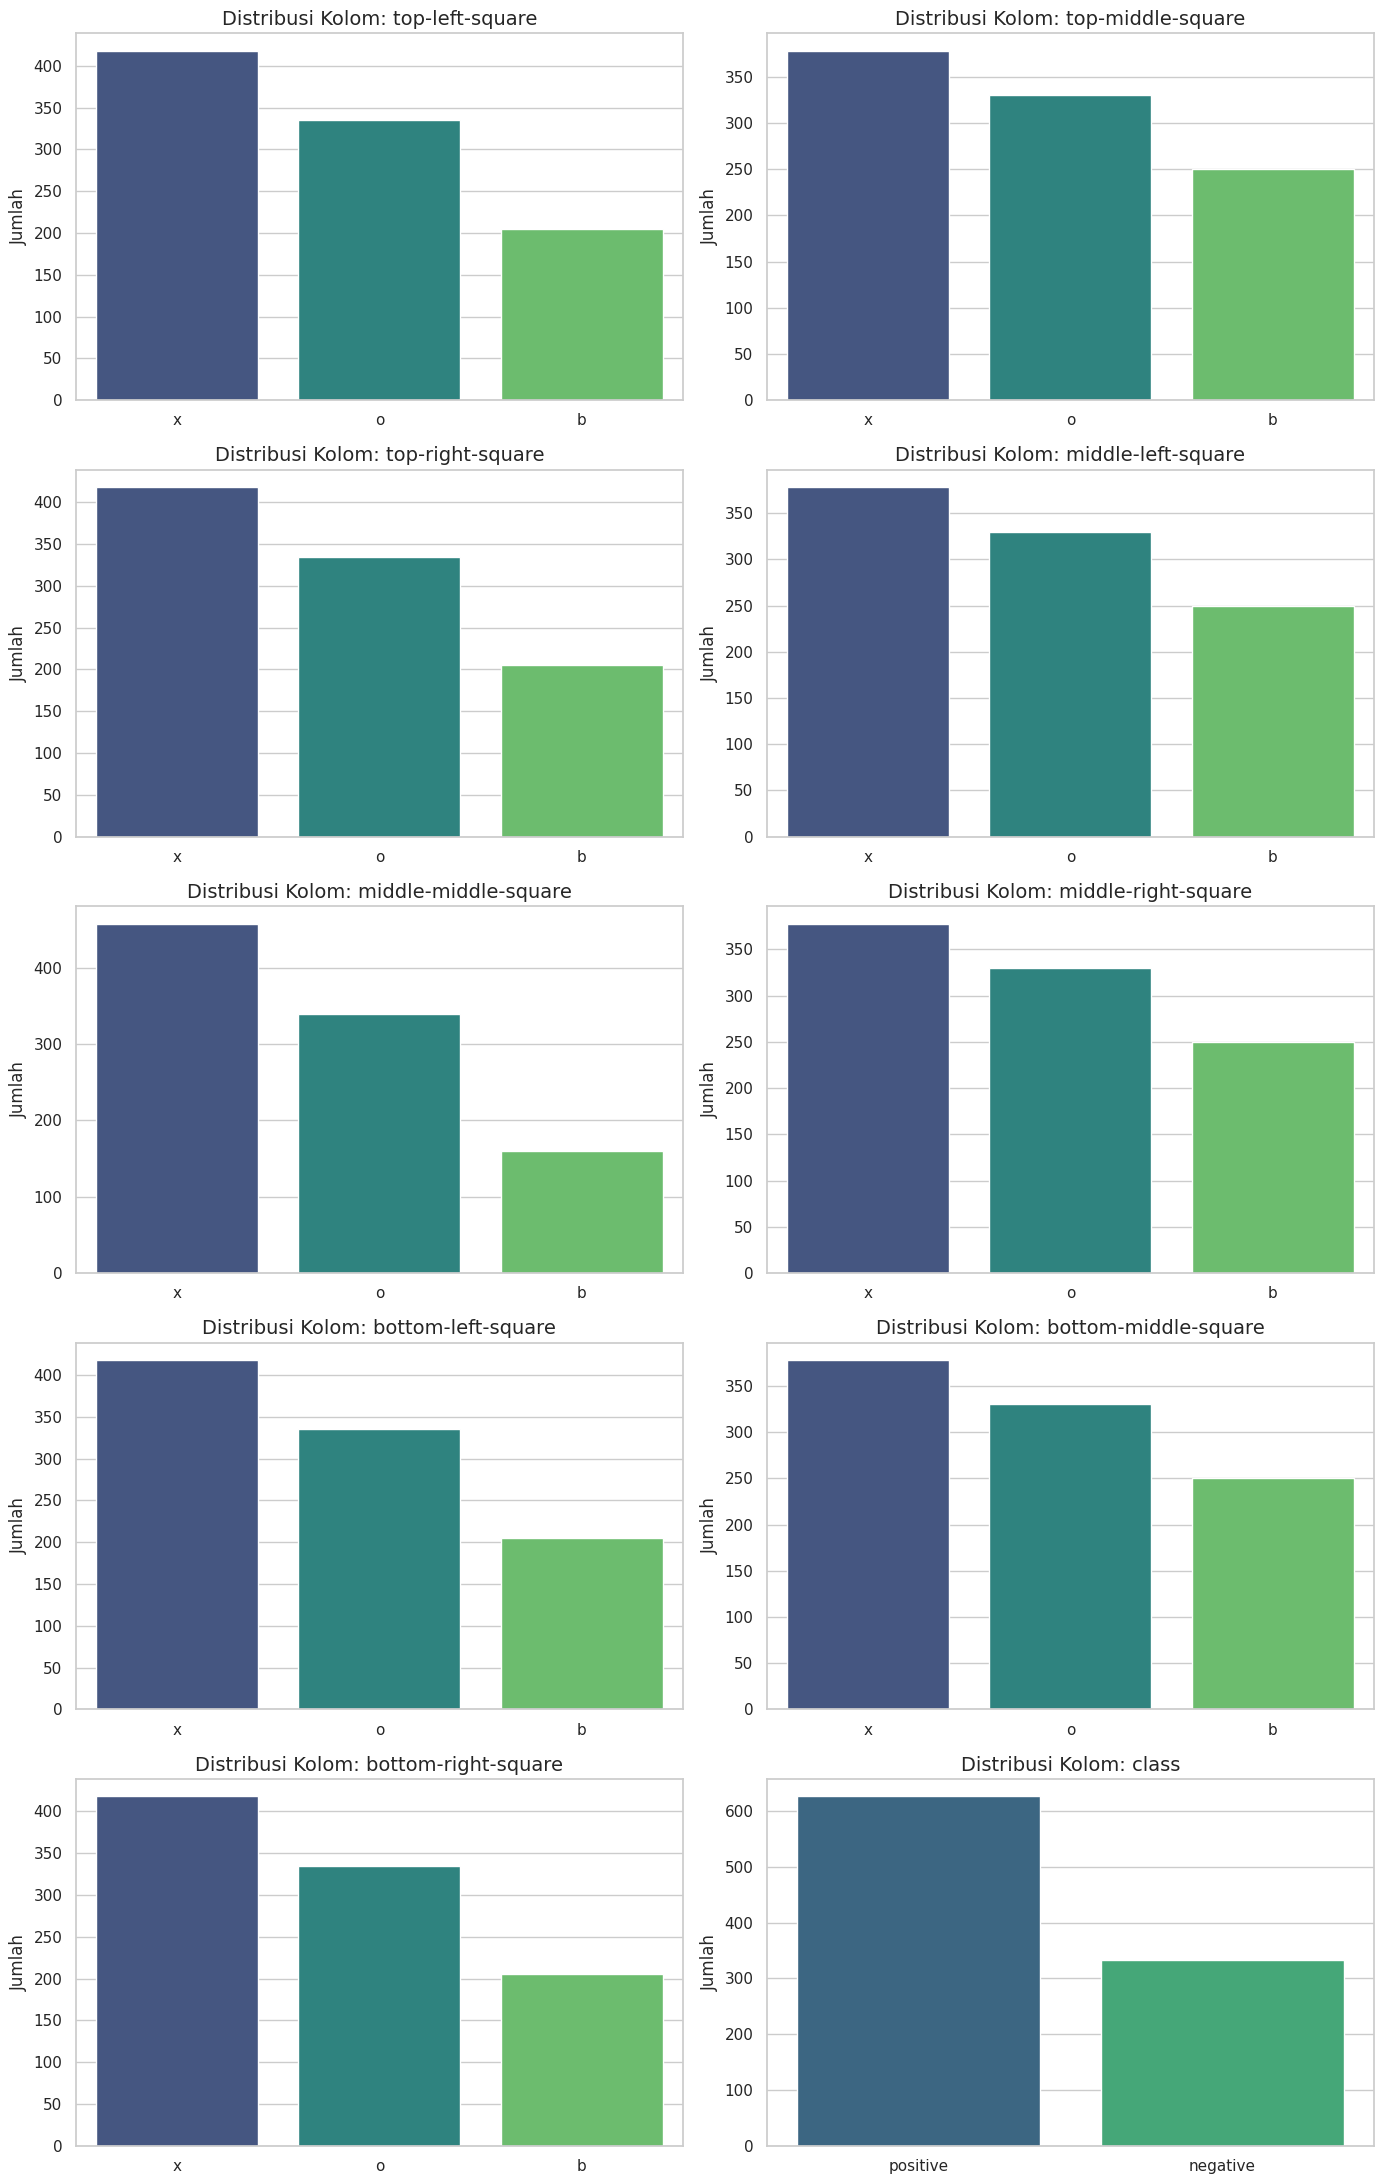 Distribusi Kolom: top-left-square
Jumlah
400
350
300
250
200
150
100
50
0
x o b
Distribusi Kolom: top-middle-square
Jumlah
350
300
250
200
150
100
50
0
x o b
Distribusi Kolom: top-right-square
Jumlah
400
350
300
250
200
150
100
50
0
x o b
Distribusi Kolom: middle-left-square
Jumlah
350
300
250
200
150
100
50
0
x o b
Distribusi Kolom: middle-middle-square
Jumlah
400
300
200
100
0
x o b
Distribusi Kolom: middle-right-square
Jumlah
350
300
250
200
150
100
50
0
x o b
Distribusi Kolom: bottom-left-square
Jumlah
400
350
300
250
200
150
100
50
0
x o b
Distribusi Kolom: bottom-middle-square
Jumlah
350
300
250
200
150
100
50
0
x o b
Distribusi Kolom: bottom-right-square
Jumlah
400
350
300
250
200
150
100
50
0
x o b
Distribusi Kolom: class
Jumlah
600
500
400
300
200
100
0
positive negative